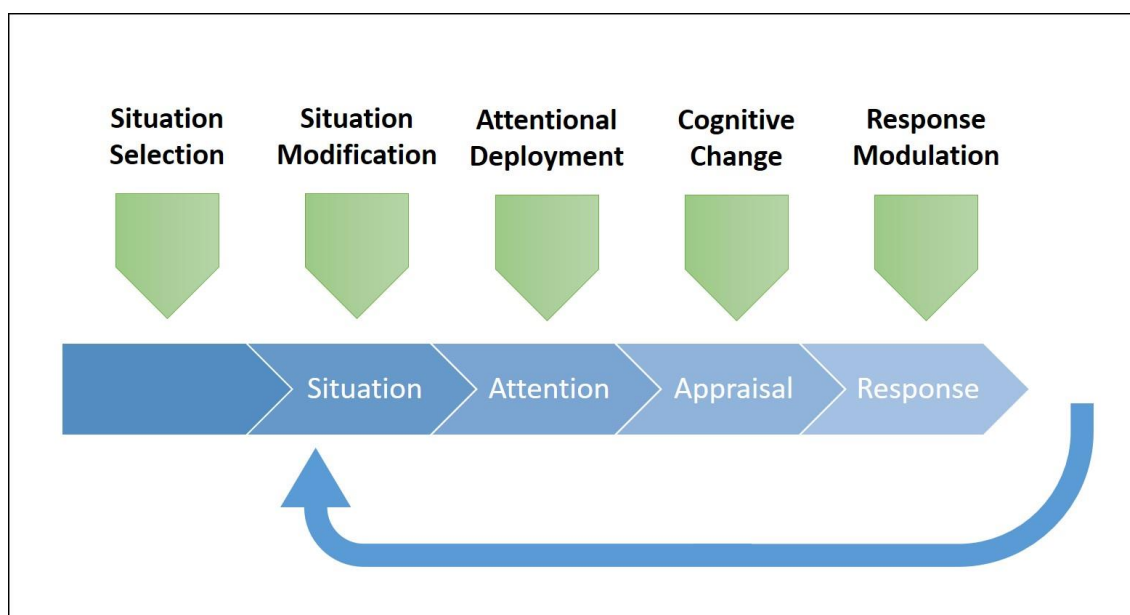 Situation
Selection
Situation
Modification
Attentional
Deployment
Cognitive
Change
Response
Modulation
Situation
Attention
Appraisal
Response